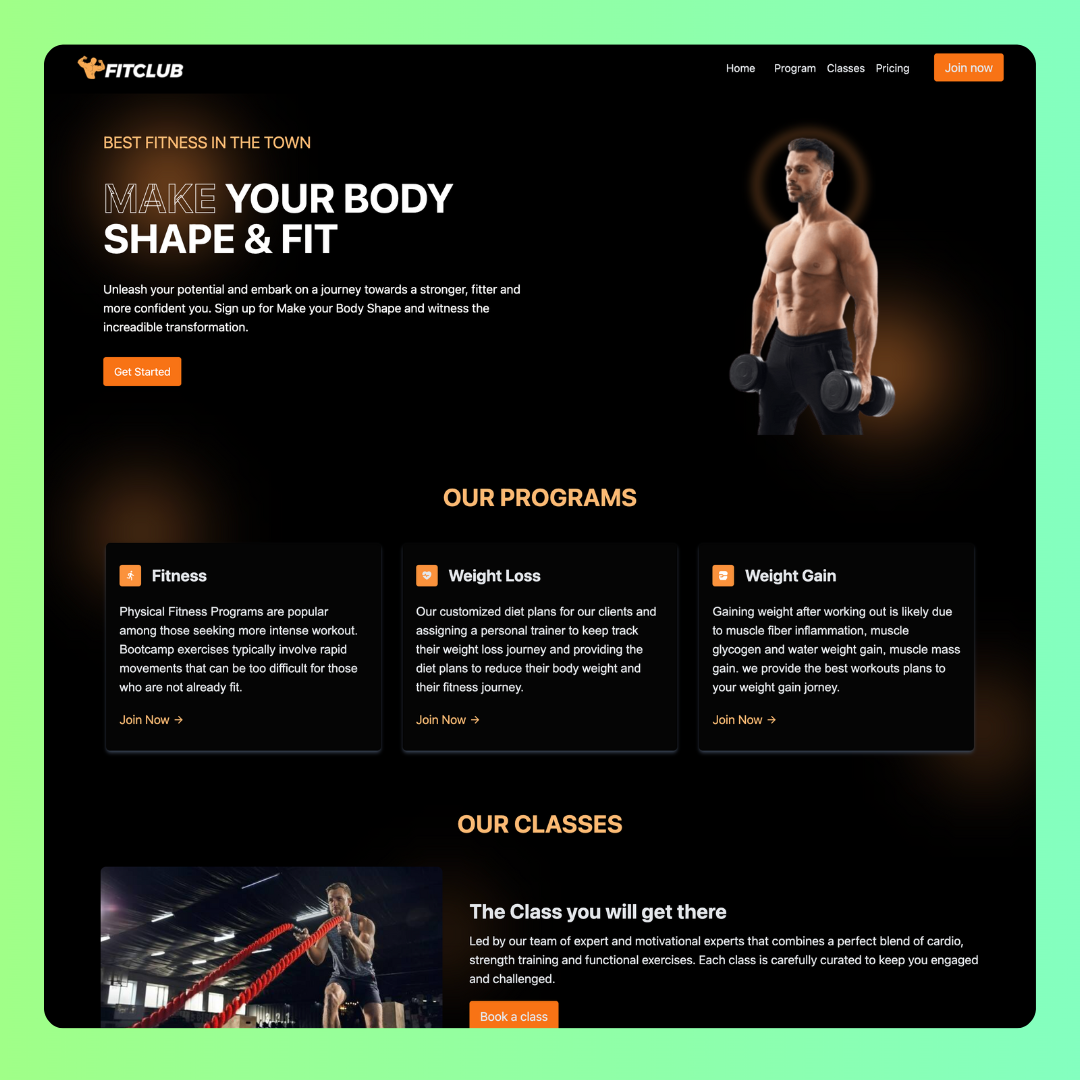 FITCLUB
Home Program Classes Pricing Join now
BEST FITNESS IN THE TOWN
MAKE YOUR BODY
SHAPE & FIT
Unleash your potential and embark on a journey towards a stronger, fitter and
more confident you. Sign up for Make your Body Shape and witness the
increadible transformation.
Get Started
OUR PROGRAMS
Fitness
Physical Fitness Programs are popular
among those seeking more intense workout.
Bootcamp exercises typically involve rapid
movements that can be too difficult for those
who are not already fit.
Join Now →
Weight Loss
Our customized diet plans for our clients and
assigning a personal trainer to keep track
their weight loss journey and providing the
diet plans to reduce their body weight and
their fitness journey.
Join Now →
Weight Gain
Gaining weight after working out is likely due
to muscle fiber inflammation, muscle
glycogen and water weight gain, muscle mass
gain. we provide the best workouts plans to
your weight gain jorney.
Join Now →
OUR CLASSES
The Class you will get there
Led by our team of expert and motivational experts that combines a perfect blend of cardio,
strength training and functional exercises. Each class is carefully curated to keep you engaged
and challenged.
Book a class